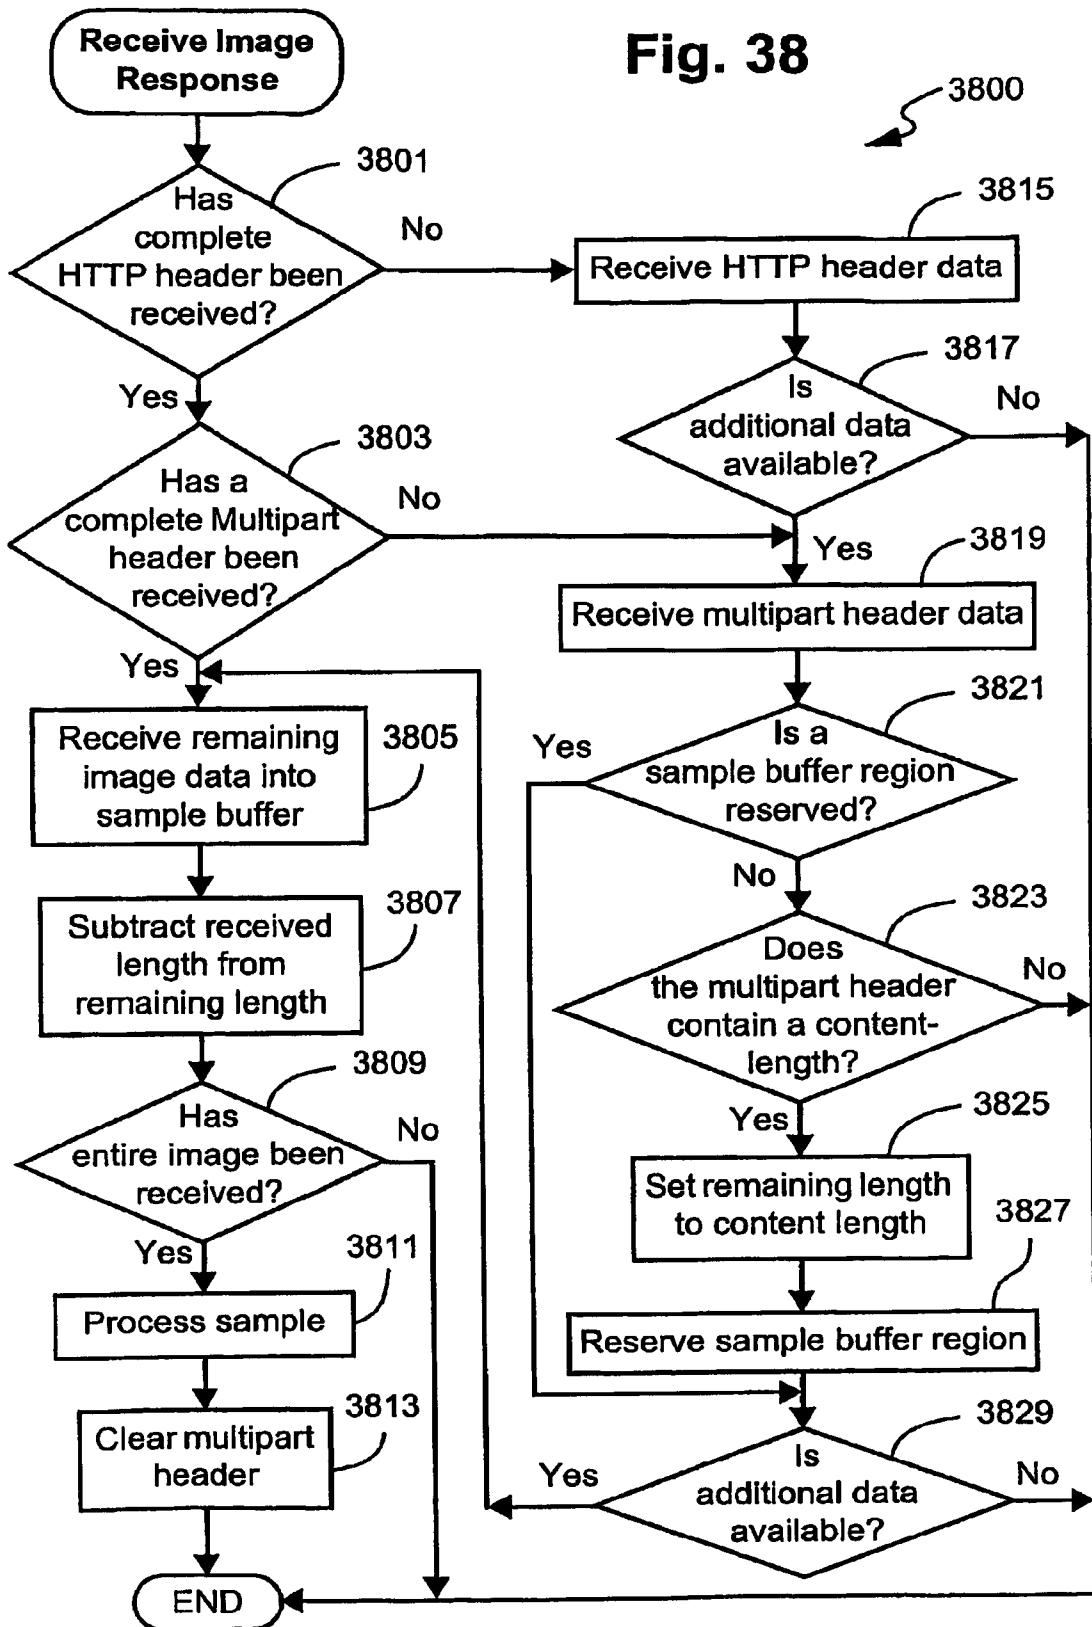 Fig. 38
3800
Receive Image
Response
3801
Has
complete
HTTP header been
received?
No
Yes
3803
Has a
complete Multipart
header been
received?
No
Yes
3805
Receive remaining
image data into
sample buffer
3807
Subtract received
length from
remaining length
3809
Has
entire image been
received?
No
Yes
3811
Process sample
3813
Clear multipart
header
END
3815
Receive HTTP header data
3817
Is
additional data
available?
No
Yes
3819
Receive multipart header data
3821
Is a
sample buffer region
reserved?
Yes
No
3823
Does
the multipart header
contain a content-
length?
No
Yes
3825
Set remaining length
to content length
3827
Reserve sample buffer region
3829
Is
additional data
available?
Yes
No